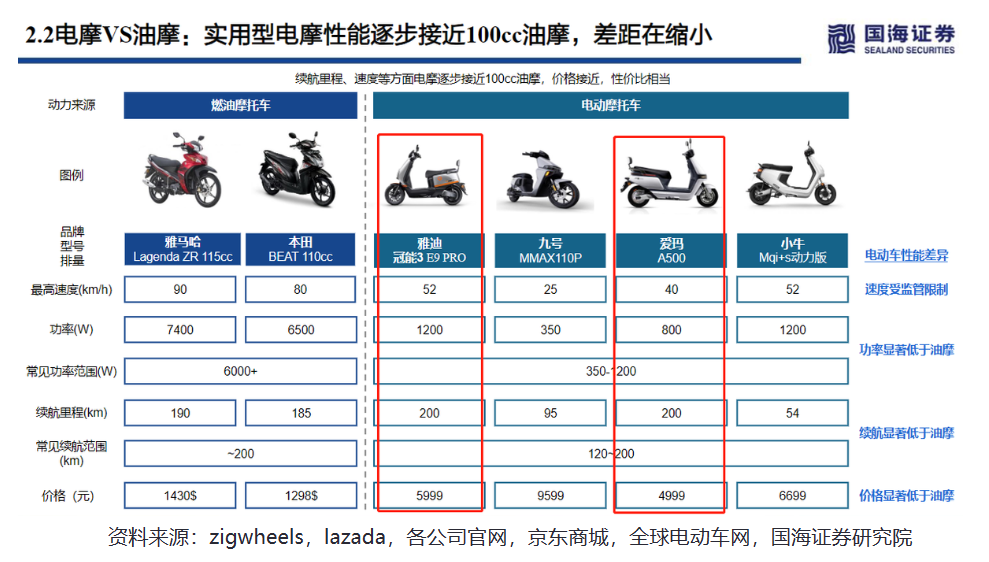 2.2电摩VS油摩：实用型电摩性能逐步接近100cc油摩，差距在缩小
国海证券
SEALAND SECURITIES
续航里程、速度等方面电摩逐步接近100cc油摩，价格接近，性价比相当
动力来源 燃油摩托车 电动摩托车
图例
品牌
型号
排量
雅马哈 本田 雅迪 九号 爱玛 小牛
Lagenda ZR 115cc BEAT 110cc 冠能3 E9 PRO MMAX110P A500 Mqi+s动力版
电动车性能差异
最高速度(km/h) 90 80 52 25 40 52 速度受监管限制
功率(W) 7400 6500 1200 350 800 1200
功率显著低于油摩
常见功率范围(W) 6000+ 350-1200
续航里程(km) 190 185 200 95 200 54
续航显著低于油摩
常见续航范围
(km)
~200 120~200
价格（元） 1430$ 1298$ 5999 9599 4999 6699 价格显著低于油摩
资料来源：zigwheels，lazada，各公司官网，京东商城，全球电动车网，国海证券研究院